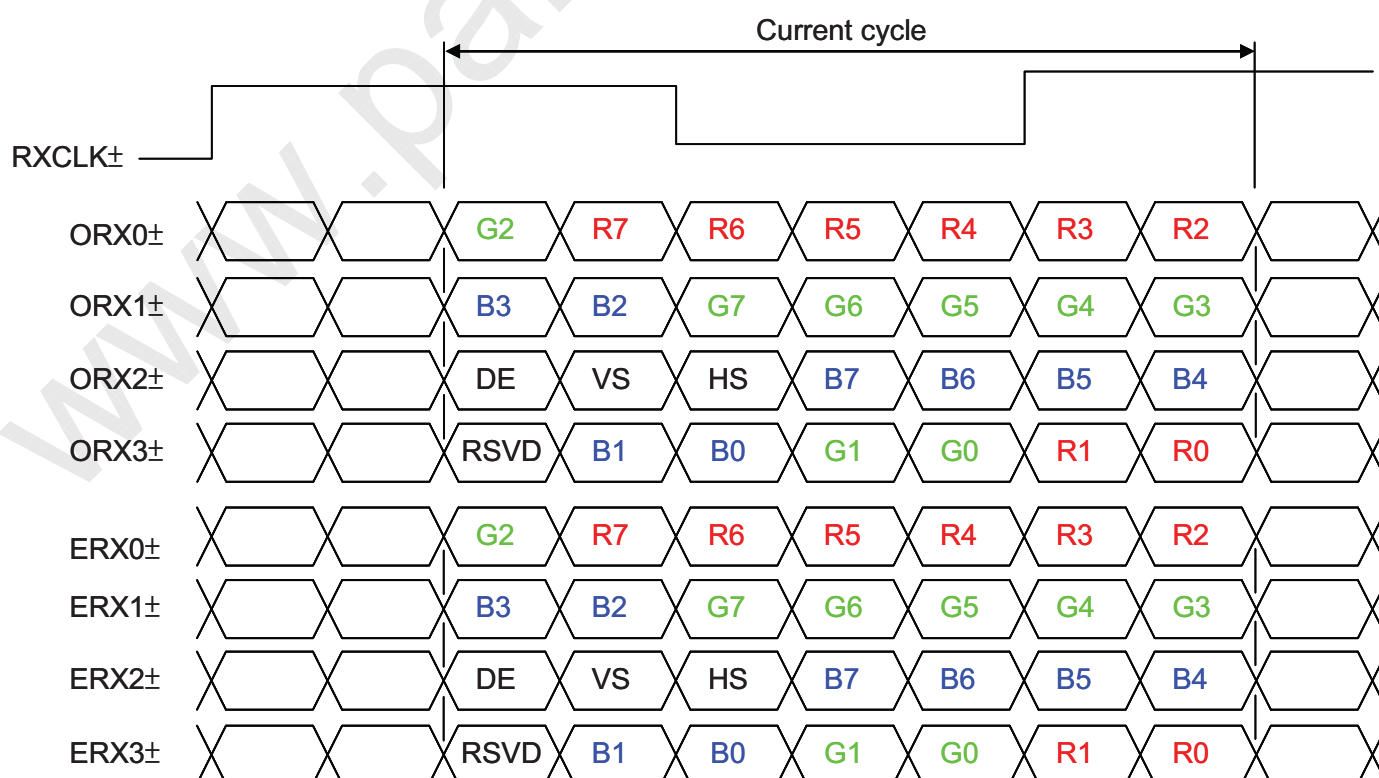 Current cycle
RXCLK±
ORX0± G2 R7 R6 R5 R4 R3 R2
ORX1± B3 B2 G7 G6 G5 G4 G3
ORX2± DE VS HS B7 B6 B5 B4
ORX3± RSVD B1 B0 G1 G0 R1 R0
ERX0± G2 R7 R6 R5 R4 R3 R2
ERX1± B3 B2 G7 G6 G5 G4 G3
ERX2± DE VS HS B7 B6 B5 B4
ERX3± RSVD B1 B0 G1 G0 R1 R0
www.pa